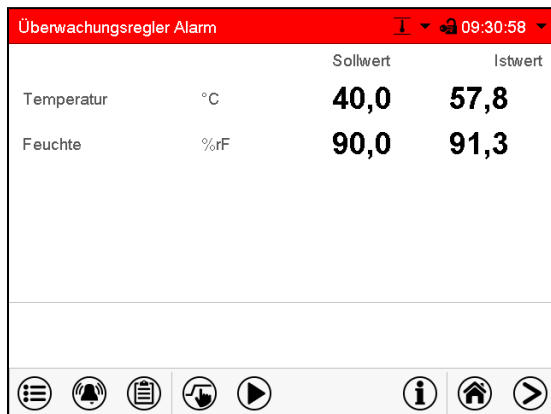 Überwachungsregler Alarm 09:30:58
Sollwert Istwert
Temperatur °C 40,0 57,8
Feuchte %rF 90,0 91,3